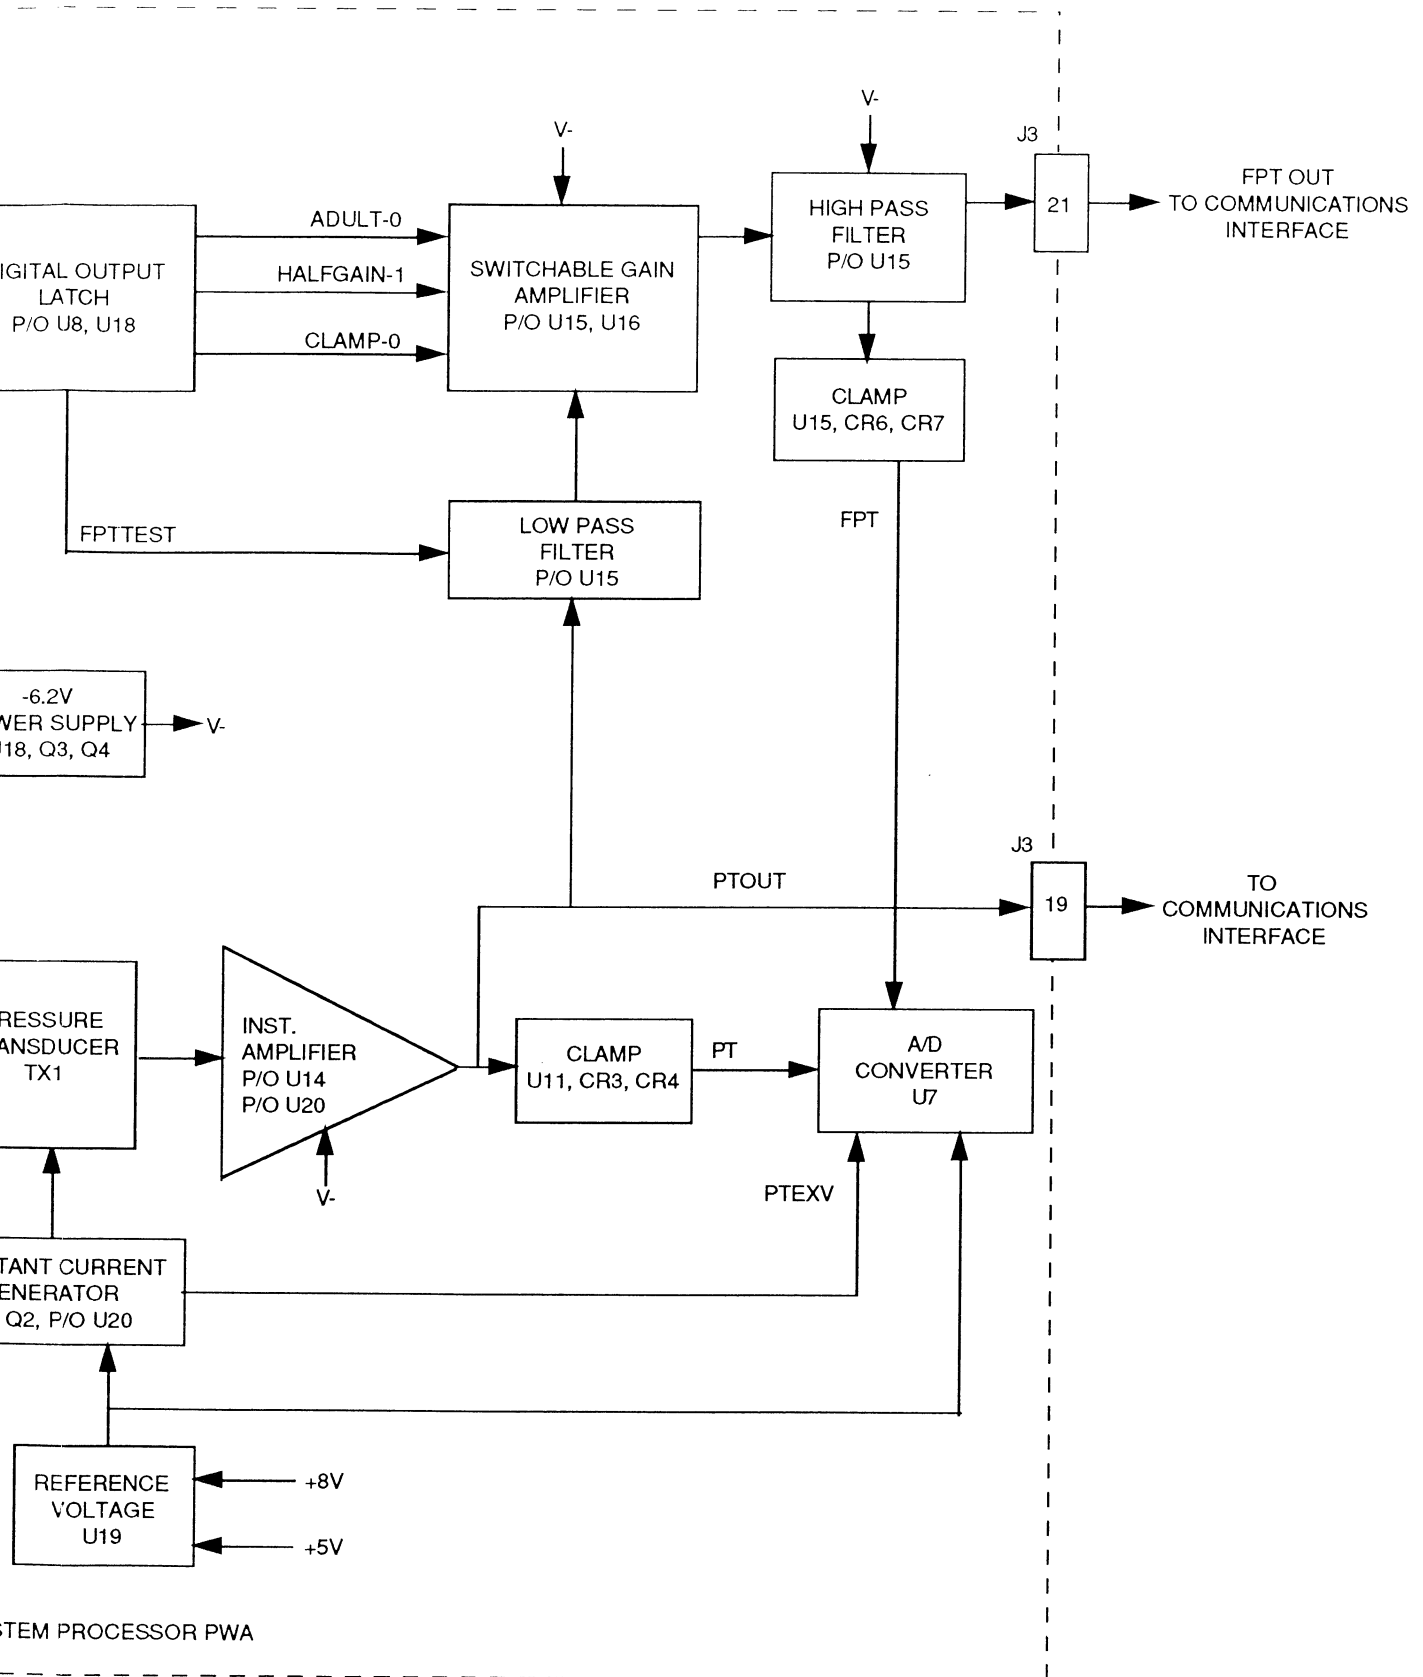 V-
V-
J3
21
FPT OUT
TO COMMUNICATIONS
INTERFACE
IGITAL OUTPUT
LATCH
P/O U8, U18
ADULT-0
HALFGAIN-1
CLAMP-0
SWITCHABLE GAIN
AMPLIFIER
P/O U15, U16
HIGH PASS
FILTER
P/O U15
CLAMP
U15, CR6, CR7
FPTTEST
LOW PASS
FILTER
P/O U15
FPT
-6.2V
WER SUPPLY
J18, Q3, Q4
V-
PTOUT
J3
19
TO
COMMUNICATIONS
INTERFACE
RESSURE
ANSDUCER
TX1
INST.
AMPLIFIER
P/O U14
P/O U20
V-
CLAMP
U11, CR3, CR4
PT
A/D
CONVERTER
U7
PTEXV
TANT CURRENT
ENERATOR
Q2, P/O U20
REFERENCE
VOLTAGE
U19
+8V
+5V
STEM PROCESSOR PWA